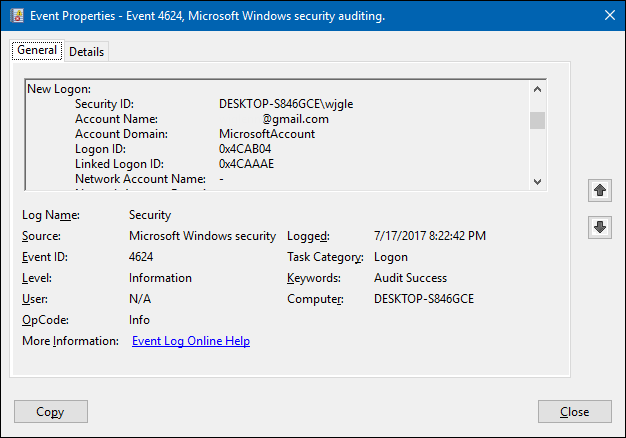 Event Properties - Event 4624, Microsoft Windows security auditing.
General Details
New Logon:
Security ID: DESKTOP-S846GCE\wjgle
Account Name: @gmail.com
Account Domain: MicrosoftAccount
Logon ID: 0x4CAB04
Linked Logon ID: 0x4CAAAE
Network Account Name: -
Log Name: Security
Source: Microsoft Windows security Logged: 7/17/2017 8:22:42 PM
Event ID: 4624 Task Category: Logon
Level: Information Keywords: Audit Success
User: N/A Computer: DESKTOP-S846GCE
OpCode: Info
More Information: Event Log Online Help
Copy Close